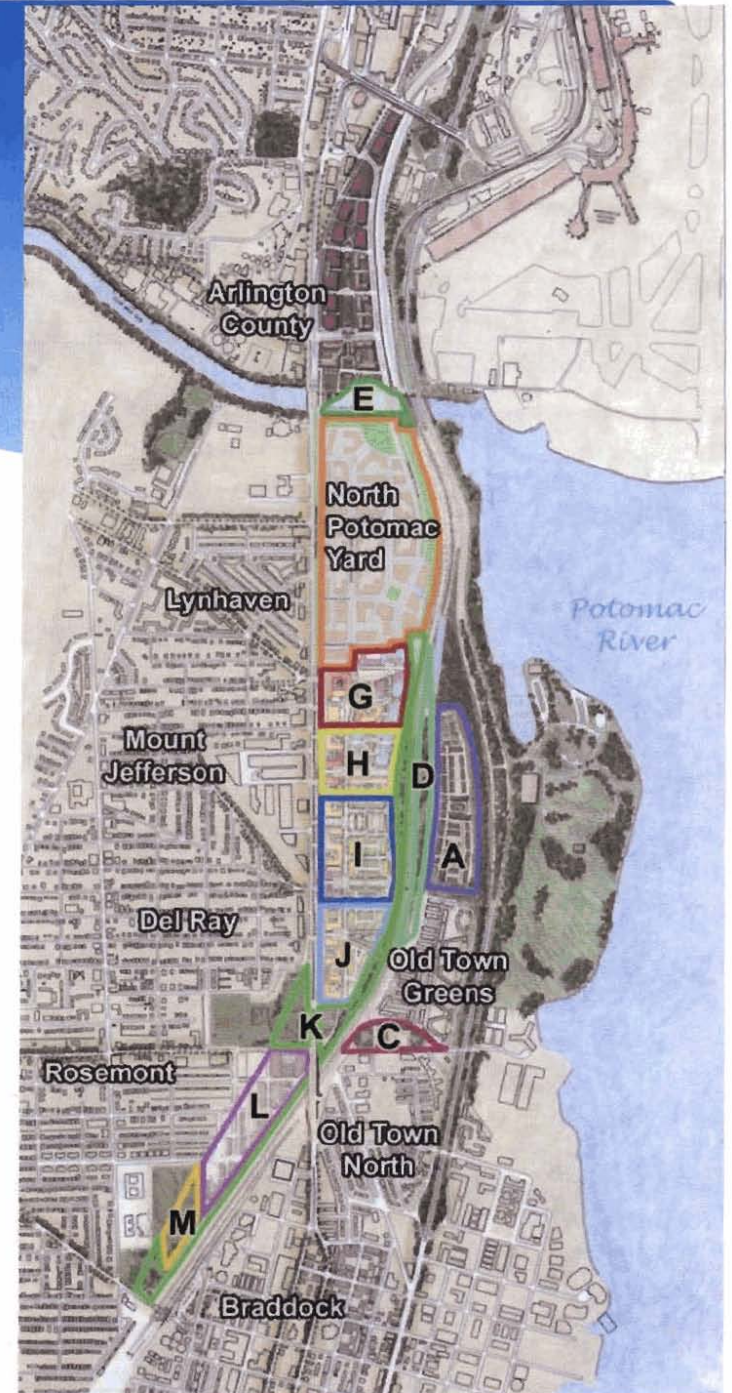 Arlington
County
E
North
Potomac
Yard
Lynhaven
Potomac
River
G
Mount
Jefferson
H
D
I
A
Del Ray
J
Old Town
Greens
K
C
Rosemont
L
Old Town
North
M
Braddock